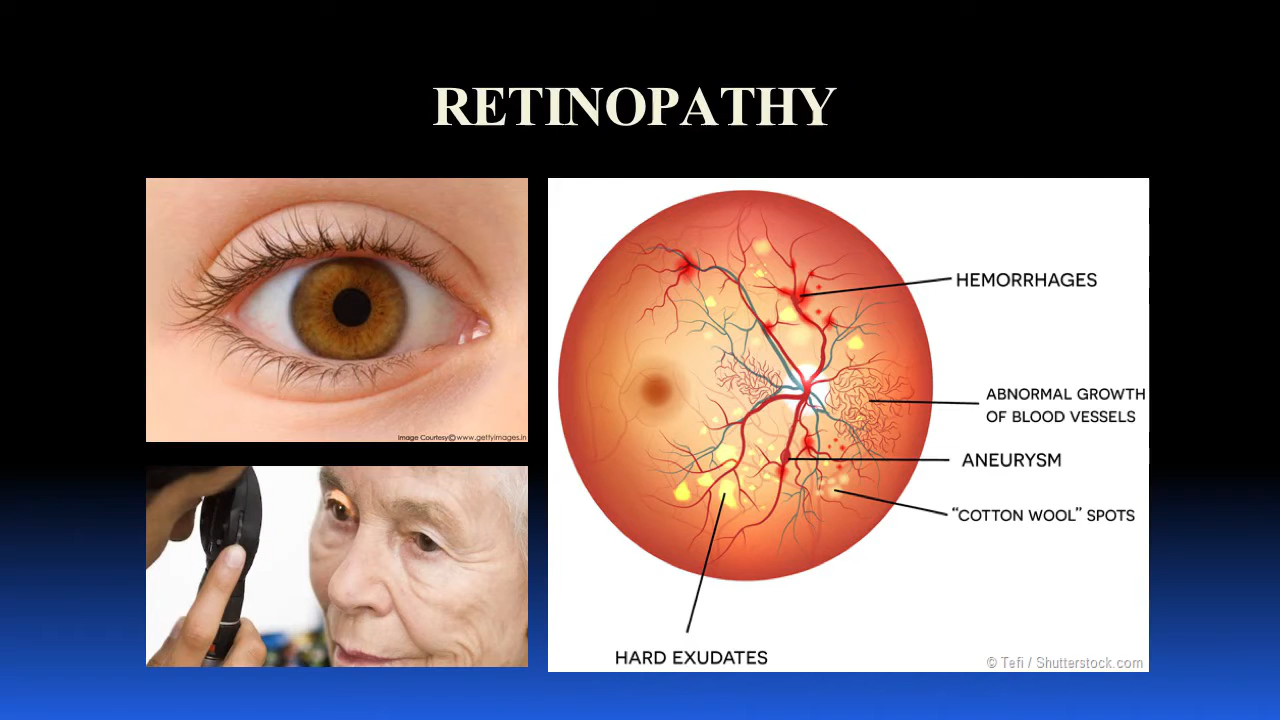 RETINOPATHY
Image Courtesy©www.gettyimages.in
HEMORRHAGES
ABNORMAL GROWTH
OF BLOOD VESSELS
ANEURYSM
“COTTON WOOL” SPOTS
HARD EXUDATES
© Tefi / Shutterstock.com